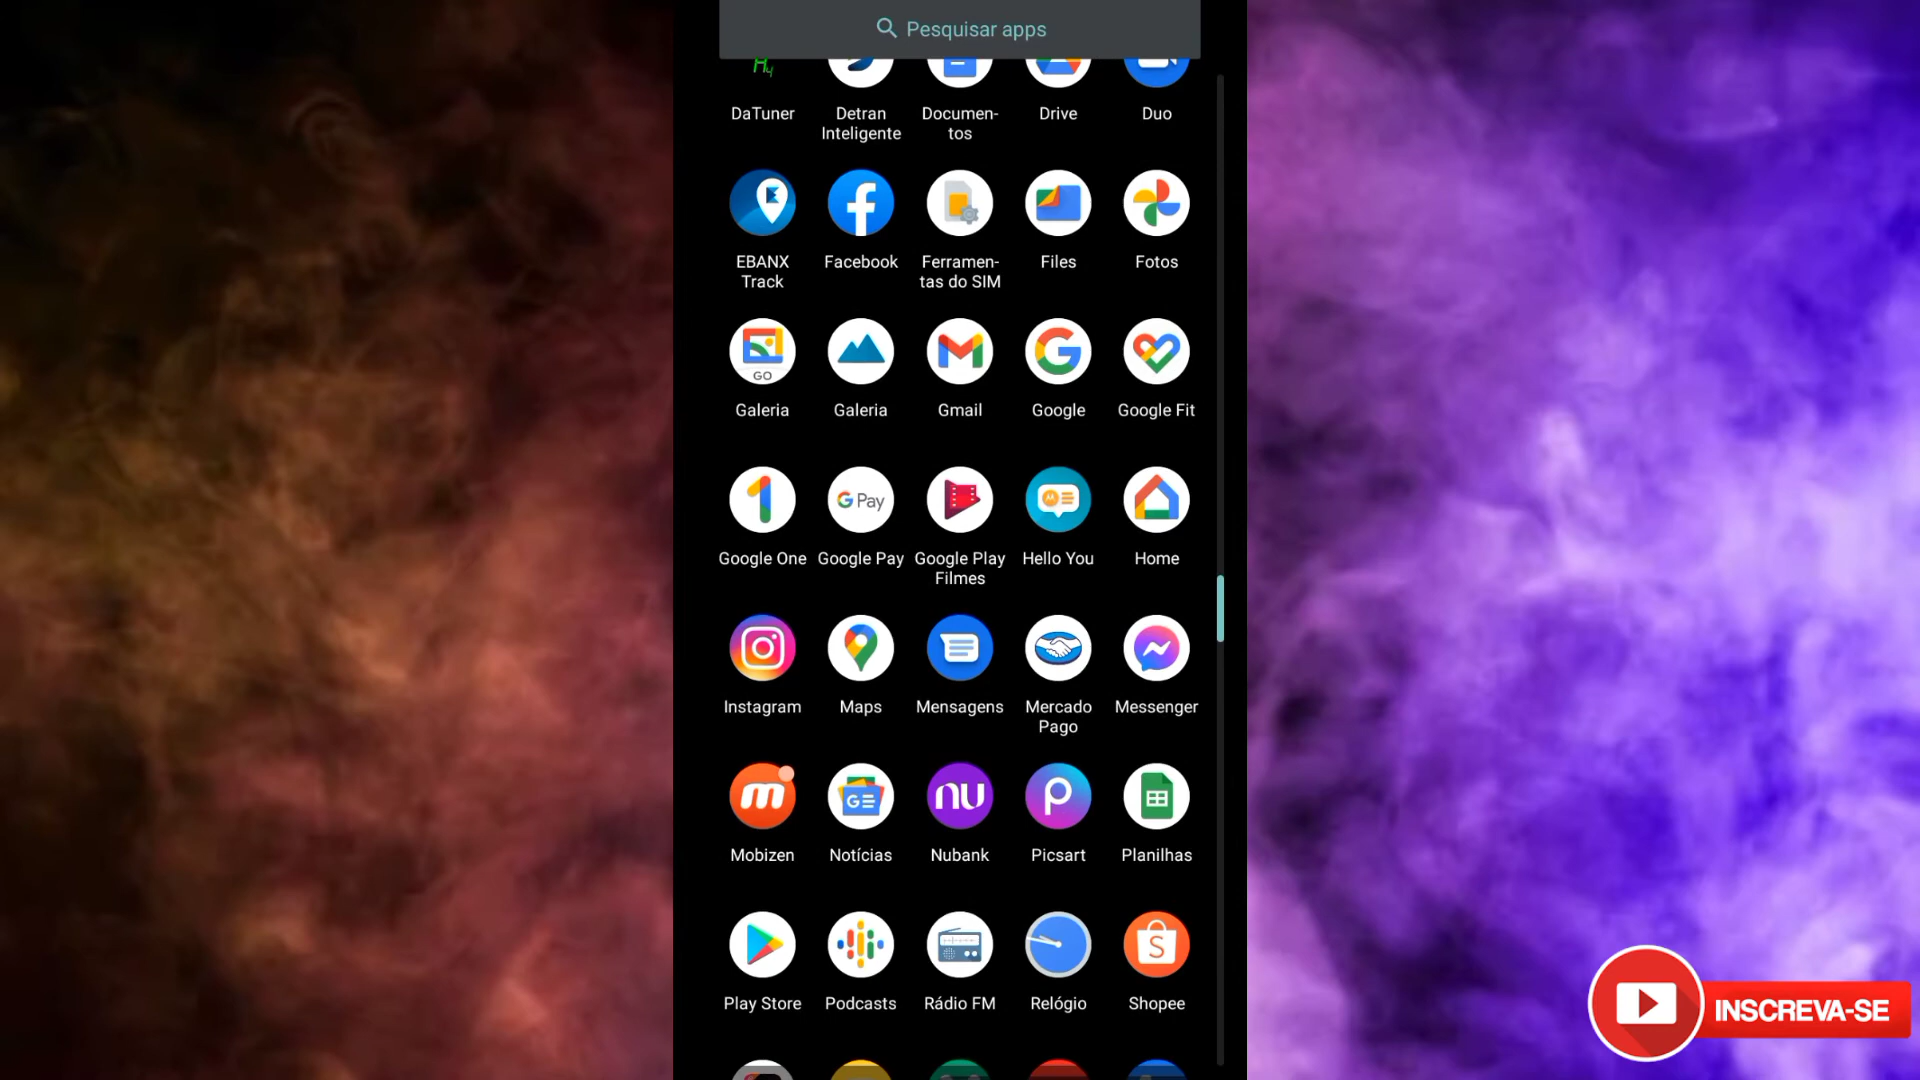 Pesquisar apps
DaTuner
Detran
Inteligente
Documen-
tos
Drive
Duo
EBANX
Track
Facebook
Ferramen-
tas do SIM
Files
Fotos
GO
Galeria
Galeria
Gmail
Google
Google Fit
G Pay
Google One
Google Pay
Google Play
Filmes
Hello You
Home
Instagram
Maps
Mensagens
Mercado
Pago
Messenger
m
GE
nu
P
Mobizen
Notícias
Nubank
Picsart
Planilhas
S
Play Store
Podcasts
Rádio FM
Relógio
Shopee
INSCREVA-SE